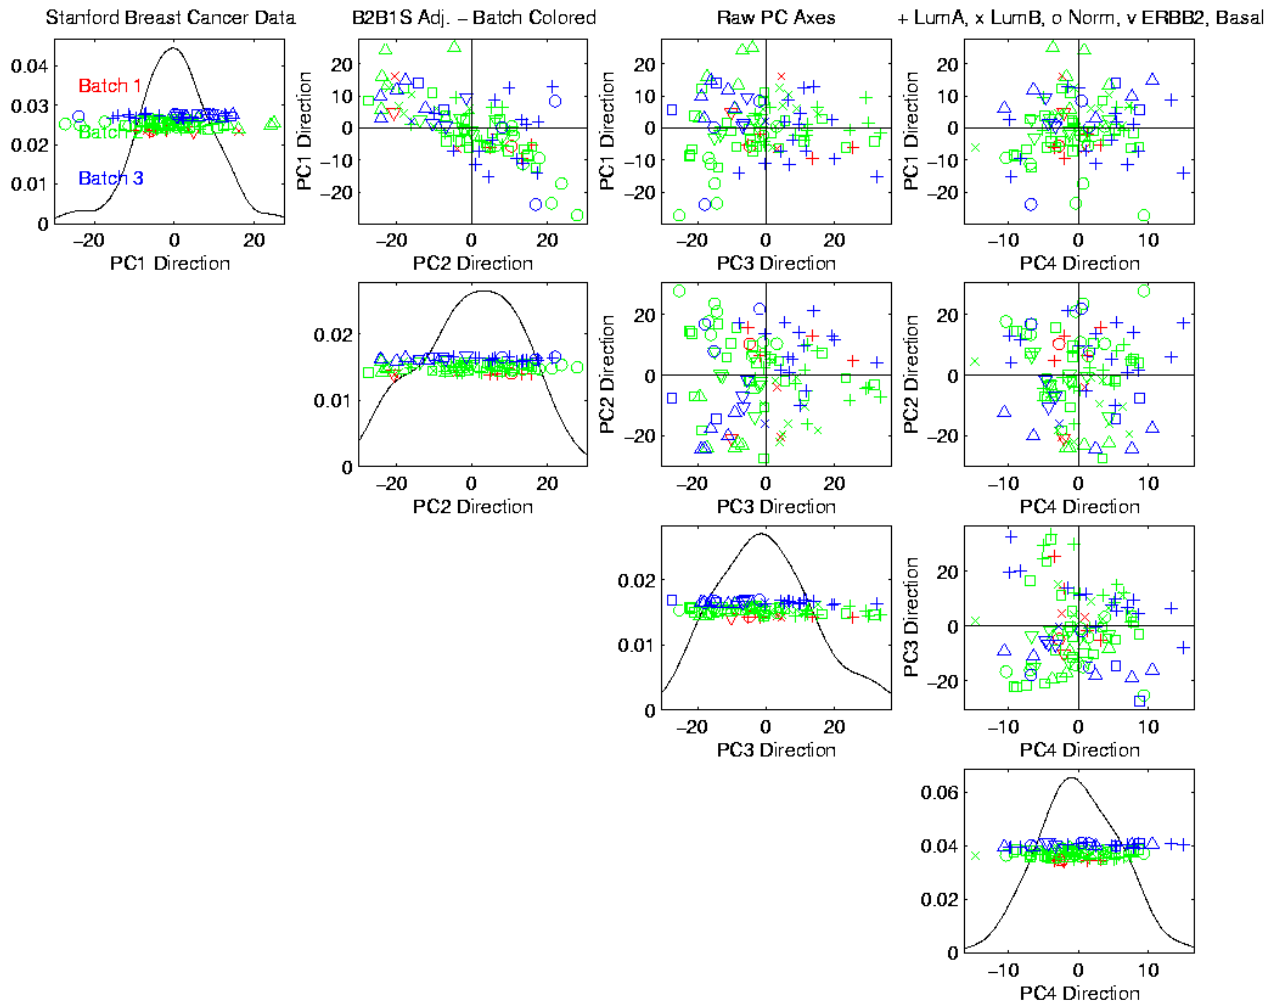 Stanford Breast Cancer Data
B2B1S Adj. – Batch Colored
Raw PC Axes
+ LumA, x LumB, o Norm, v ERBB2, Basal
0.04
0.03
0.02
0.01
0
Batch 1
Batch 2
Batch 3
−20 0 20
PC1 Direction
PC1 Direction
20
10
0
−10
−20
−20 0 20
PC2 Direction
PC1 Direction
20
10
0
−10
−20
−20 0 20
PC3 Direction
PC1 Direction
20
10
0
−10
−20
−10 0 10
PC4 Direction
0.02
0.01
0
−20 0 20
PC2 Direction
PC2 Direction
20
0
−20
−20 0 20
PC3 Direction
PC2 Direction
20
0
−20
−10 0 10
PC4 Direction
0.02
0.01
0
−20 0 20
PC3 Direction
PC3 Direction
20
0
−20
−10 0 10
PC4 Direction
0.06
0.04
0.02
0
−10 0 10
PC4 Direction